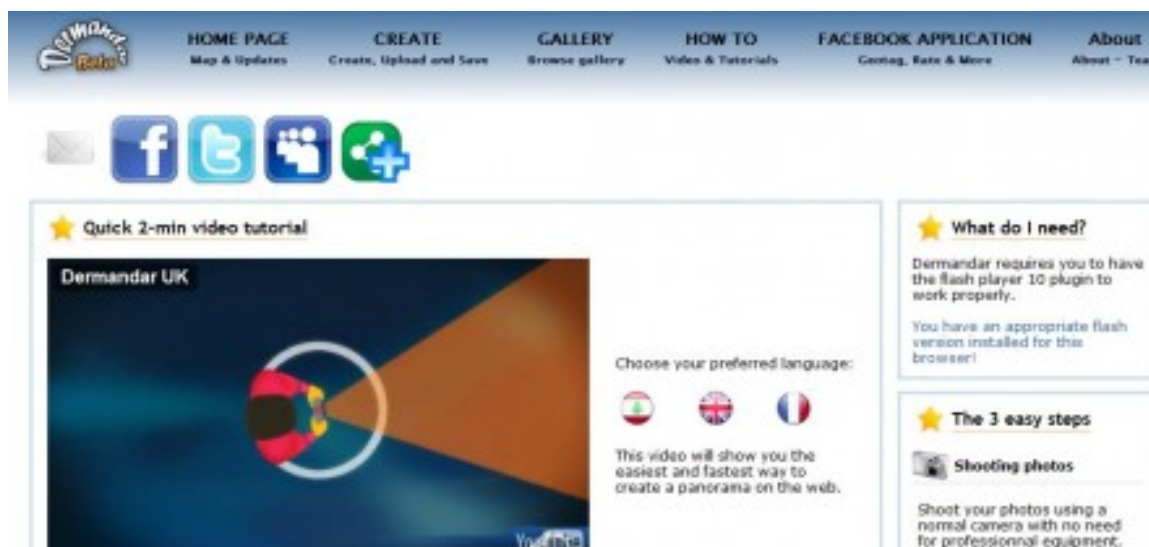 Dermandar
Beta
HOME PAGE
Map & Updates
CREATE
Create, Upload and Save
GALLERY
Browse gallery
HOW TO
Video & Tutorials
FACEBOOK APPLICATION
Geotag, Rate & More
About
About - Tea
Quick 2-min video tutorial
Dermandar UK
Choose your preferred language:
This video will show you the
easiest and fastest way to
create a panorama on the web.
What do I need?
Dermandar requires you to have
the flash player 10 plugin to
work properly.
You have an appropriate flash
version installed for this
browser!
The 3 easy steps
Shooting photos
Shoot your photos using a
normal camera with no need
for professionnal equipment.